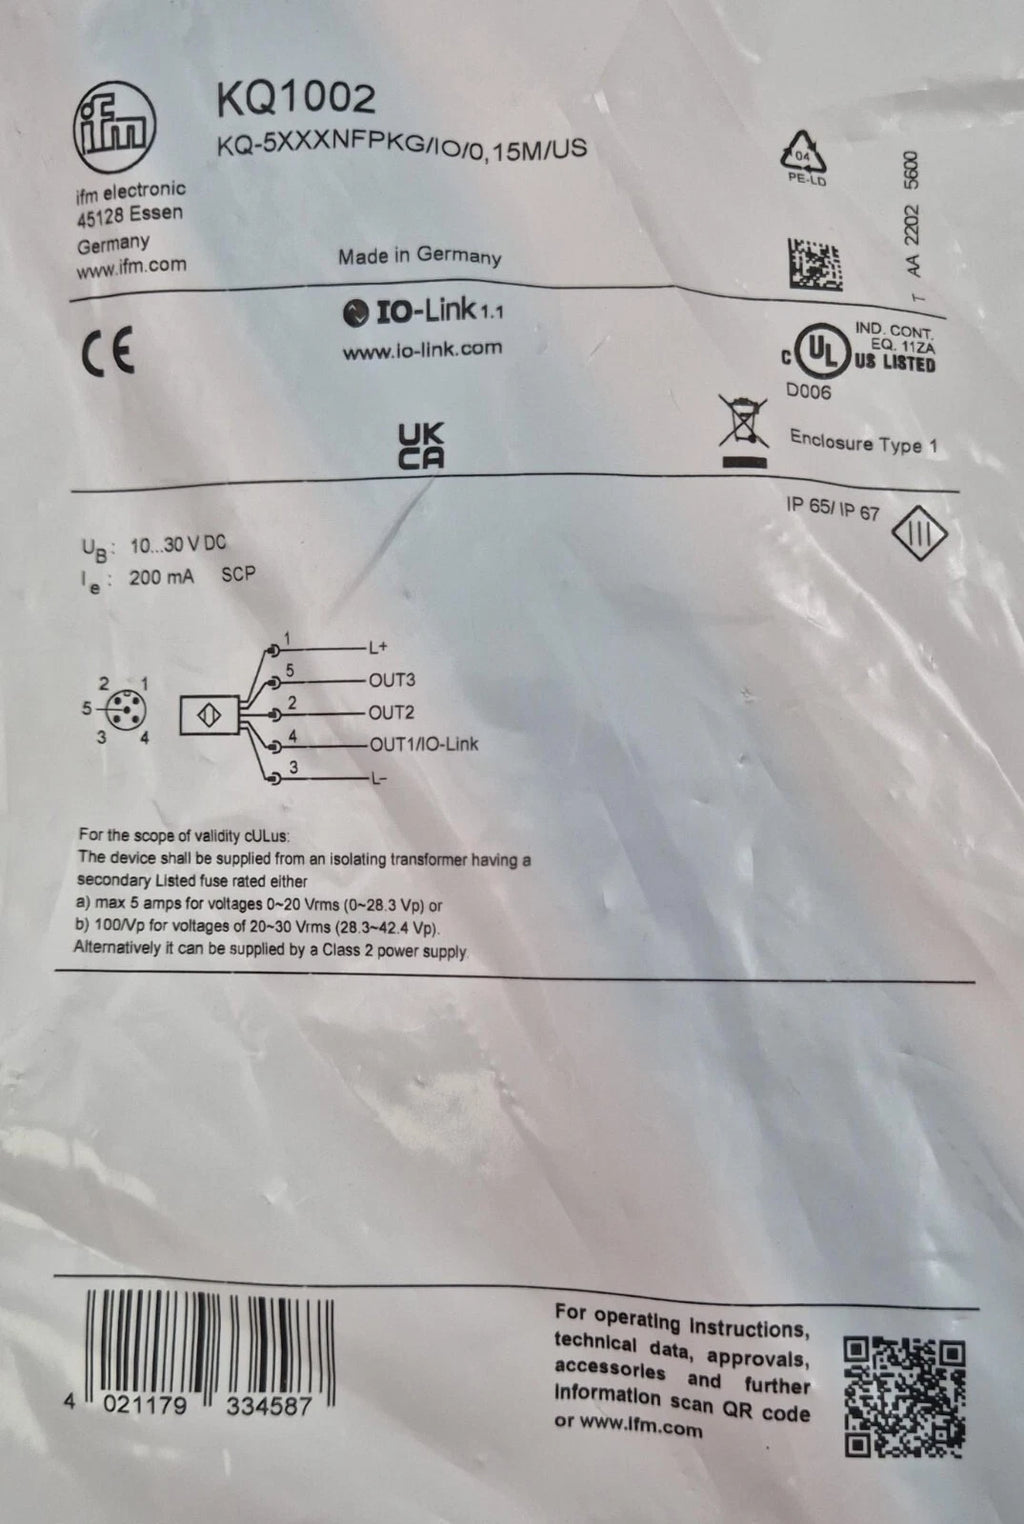 ifm
KQ1002
KQ-5XXXNFPKG/IO/0,15M/US
ifm electronic
45128 Essen
Germany
www.ifm.com
Made in Germany
04
PE-LD
T AA 2202 5600
CE
IO-Link 1.1
www.io-link.com
UK
CA
C UL US LISTED
IND. CONT.
EQ. 11ZA
D006
Enclosure Type 1
IP 65/ IP 67
III
UB: 10...30 V DC
Ie: 200 mA SCP
2 1
5
3 4
1 L+
5 OUT3
2 OUT2
4 OUT1/IO-Link
3 L-
For the scope of validity cULus:
The device shall be supplied from an isolating transformer having a
secondary Listed fuse rated either
a) max 5 amps for voltages 0~20 Vrms (0~28.3 Vp) or
b) 100/Vp for voltages of 20~30 Vrms (28.3~42.4 Vp).
Alternatively it can be supplied by a Class 2 power supply.
4 021179 334587
For operating instructions,
technical data, approvals,
accessories and further
information scan QR code
or www.ifm.com